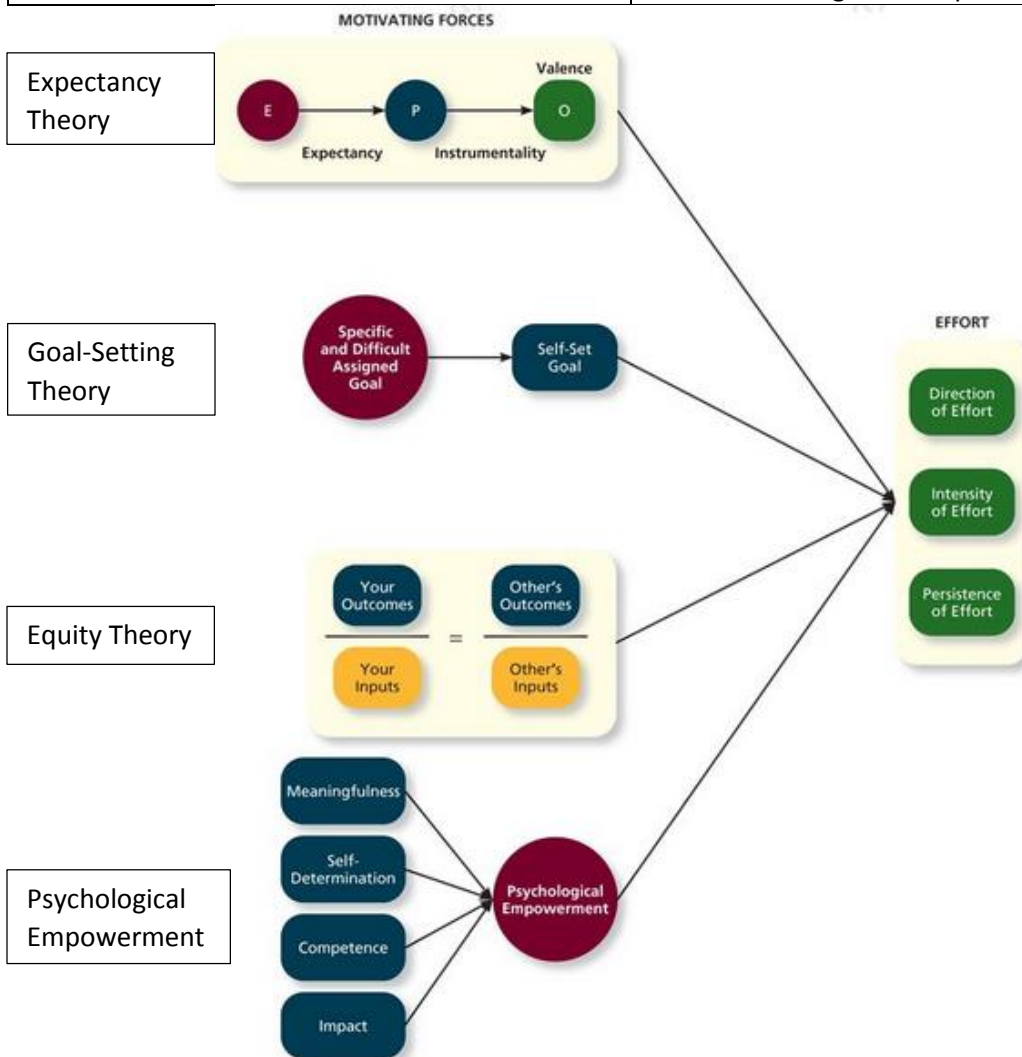 MOTIVATING FORCES
Expectancy
Theory
Valence
E
P
O
Expectancy
Instrumentality
Goal-Setting
Theory
Specific
and Difficult
Assigned
Goal
Self-Set
Goal
EFFORT
Direction
of Effort
Intensity
of Effort
Persistence
of Effort
Equity Theory
Your
Outcomes
=
Other's
Outcomes
Your
Inputs
Other's
Inputs
Psychological
Empowerment
Meaningfulness
Self-
Determination
Competence
Impact
Psychological
Empowerment